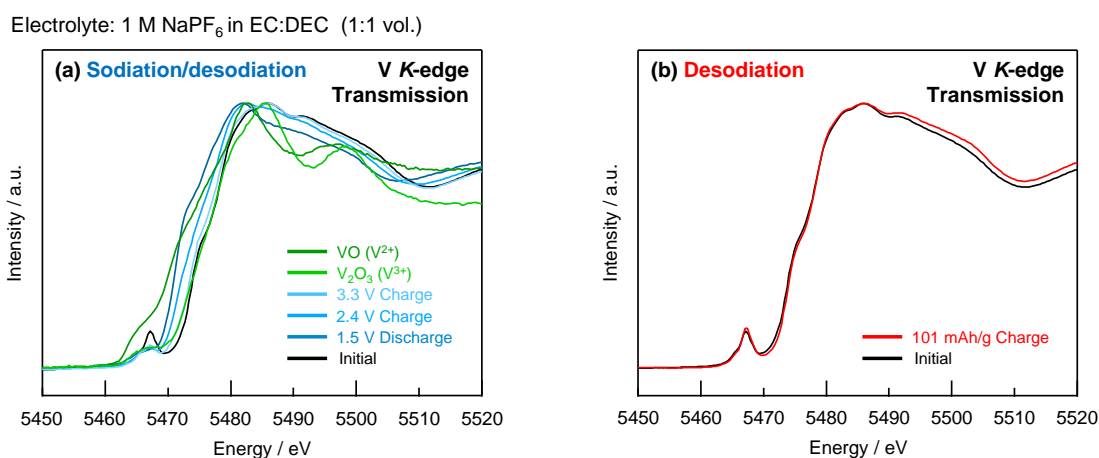 Electrolyte: 1 M NaPF6 in EC:DEC (1:1 vol.)
(a) Sodiation/desodiation
V K-edge
Transmission
Intensity / a.u.
VO (V2+)
V2O3 (V3+)
3.3 V Charge
2.4 V Charge
1.5 V Discharge
Initial
5450 5460 5470 5480 5490 5500 5510 5520
Energy / eV
(b) Desodiation
V K-edge
Transmission
Intensity / a.u.
101 mAh/g Charge
Initial
5450 5460 5470 5480 5490 5500 5510 5520
Energy / eV